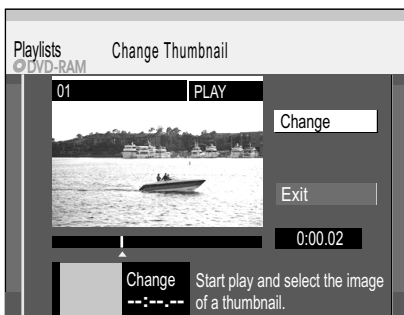 Playlists
Change Thumbnail
DVD-RAM
01
PLAY
Change
Exit
0:00.02
Change
--:--.--
Start play and select the image
of a thumbnail.